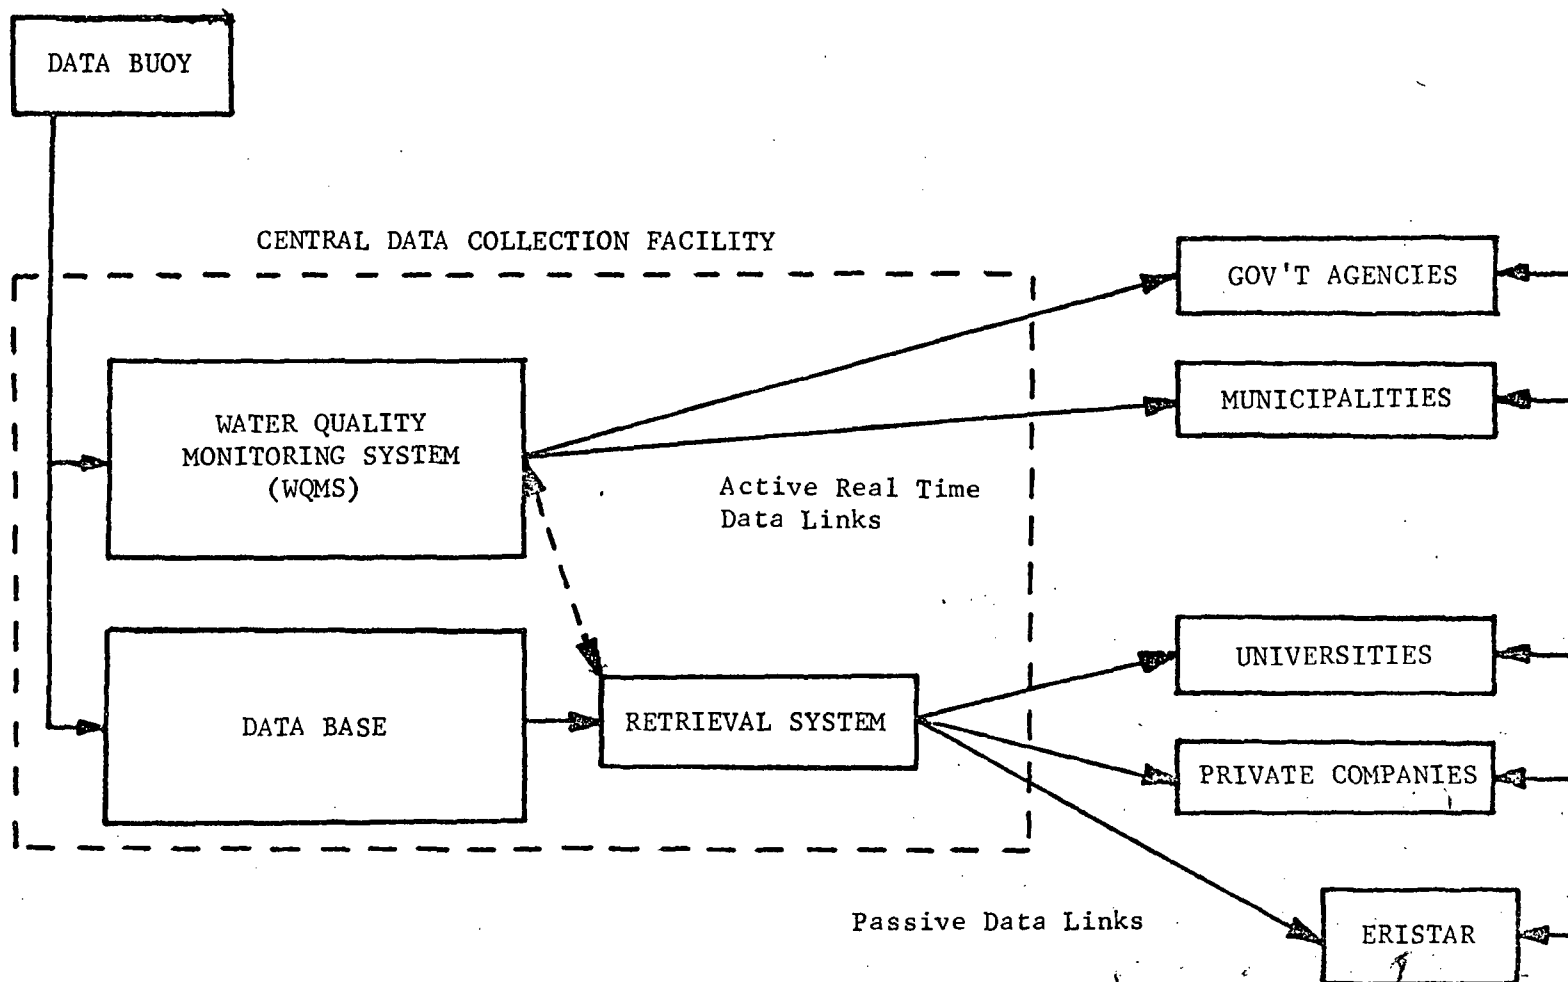 DATA BUOY
CENTRAL DATA COLLECTION FACILITY
GOV'T AGENCIES
WATER QUALITY
MONITORING SYSTEM
(WQMS)
MUNICIPALITIES
Active Real Time
Data Links
DATA BASE
RETRIEVAL SYSTEM
UNIVERSITIES
PRIVATE COMPANIES
Passive Data Links
ERISTAR